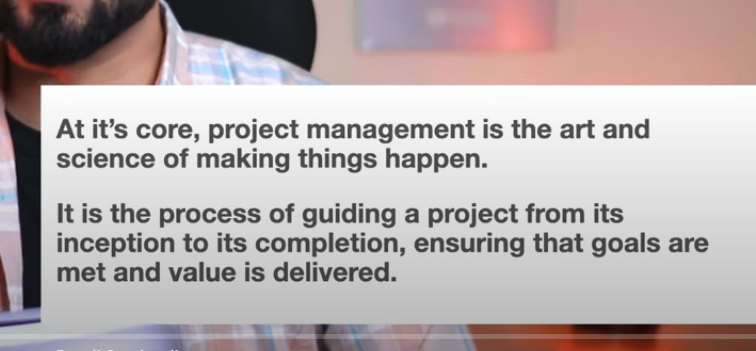 At it's core, project management is the art and
science of making things happen.
It is the process of guiding a project from its
inception to its completion, ensuring that goals are
met and value is delivered.